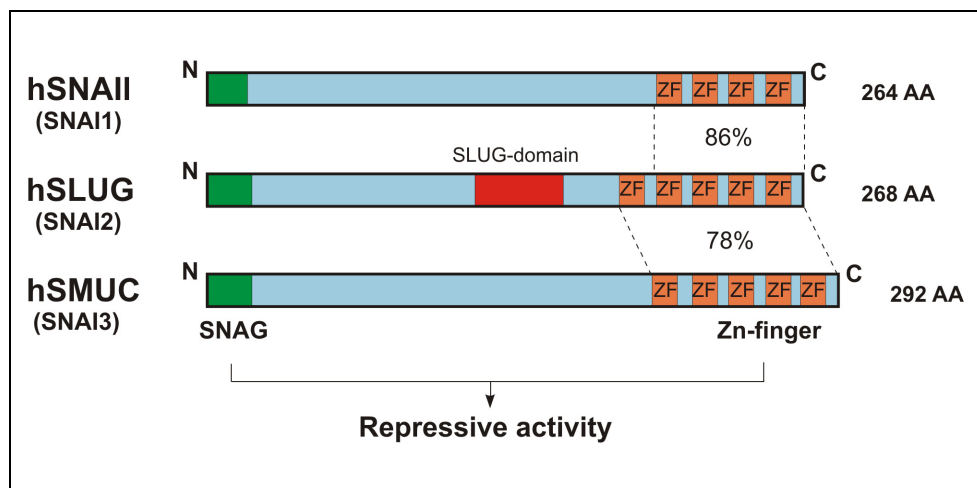 N
C
hSNAII
(SNAI1)
ZF ZF ZF ZF
264 AA
86%
SLUG-domain
N
C
hSLUG
(SNAI2)
ZF ZF ZF ZF ZF
268 AA
78%
N
C
hSMUC
(SNAI3)
ZF ZF ZF ZF ZF
292 AA
SNAG
Zn-finger
Repressive activity